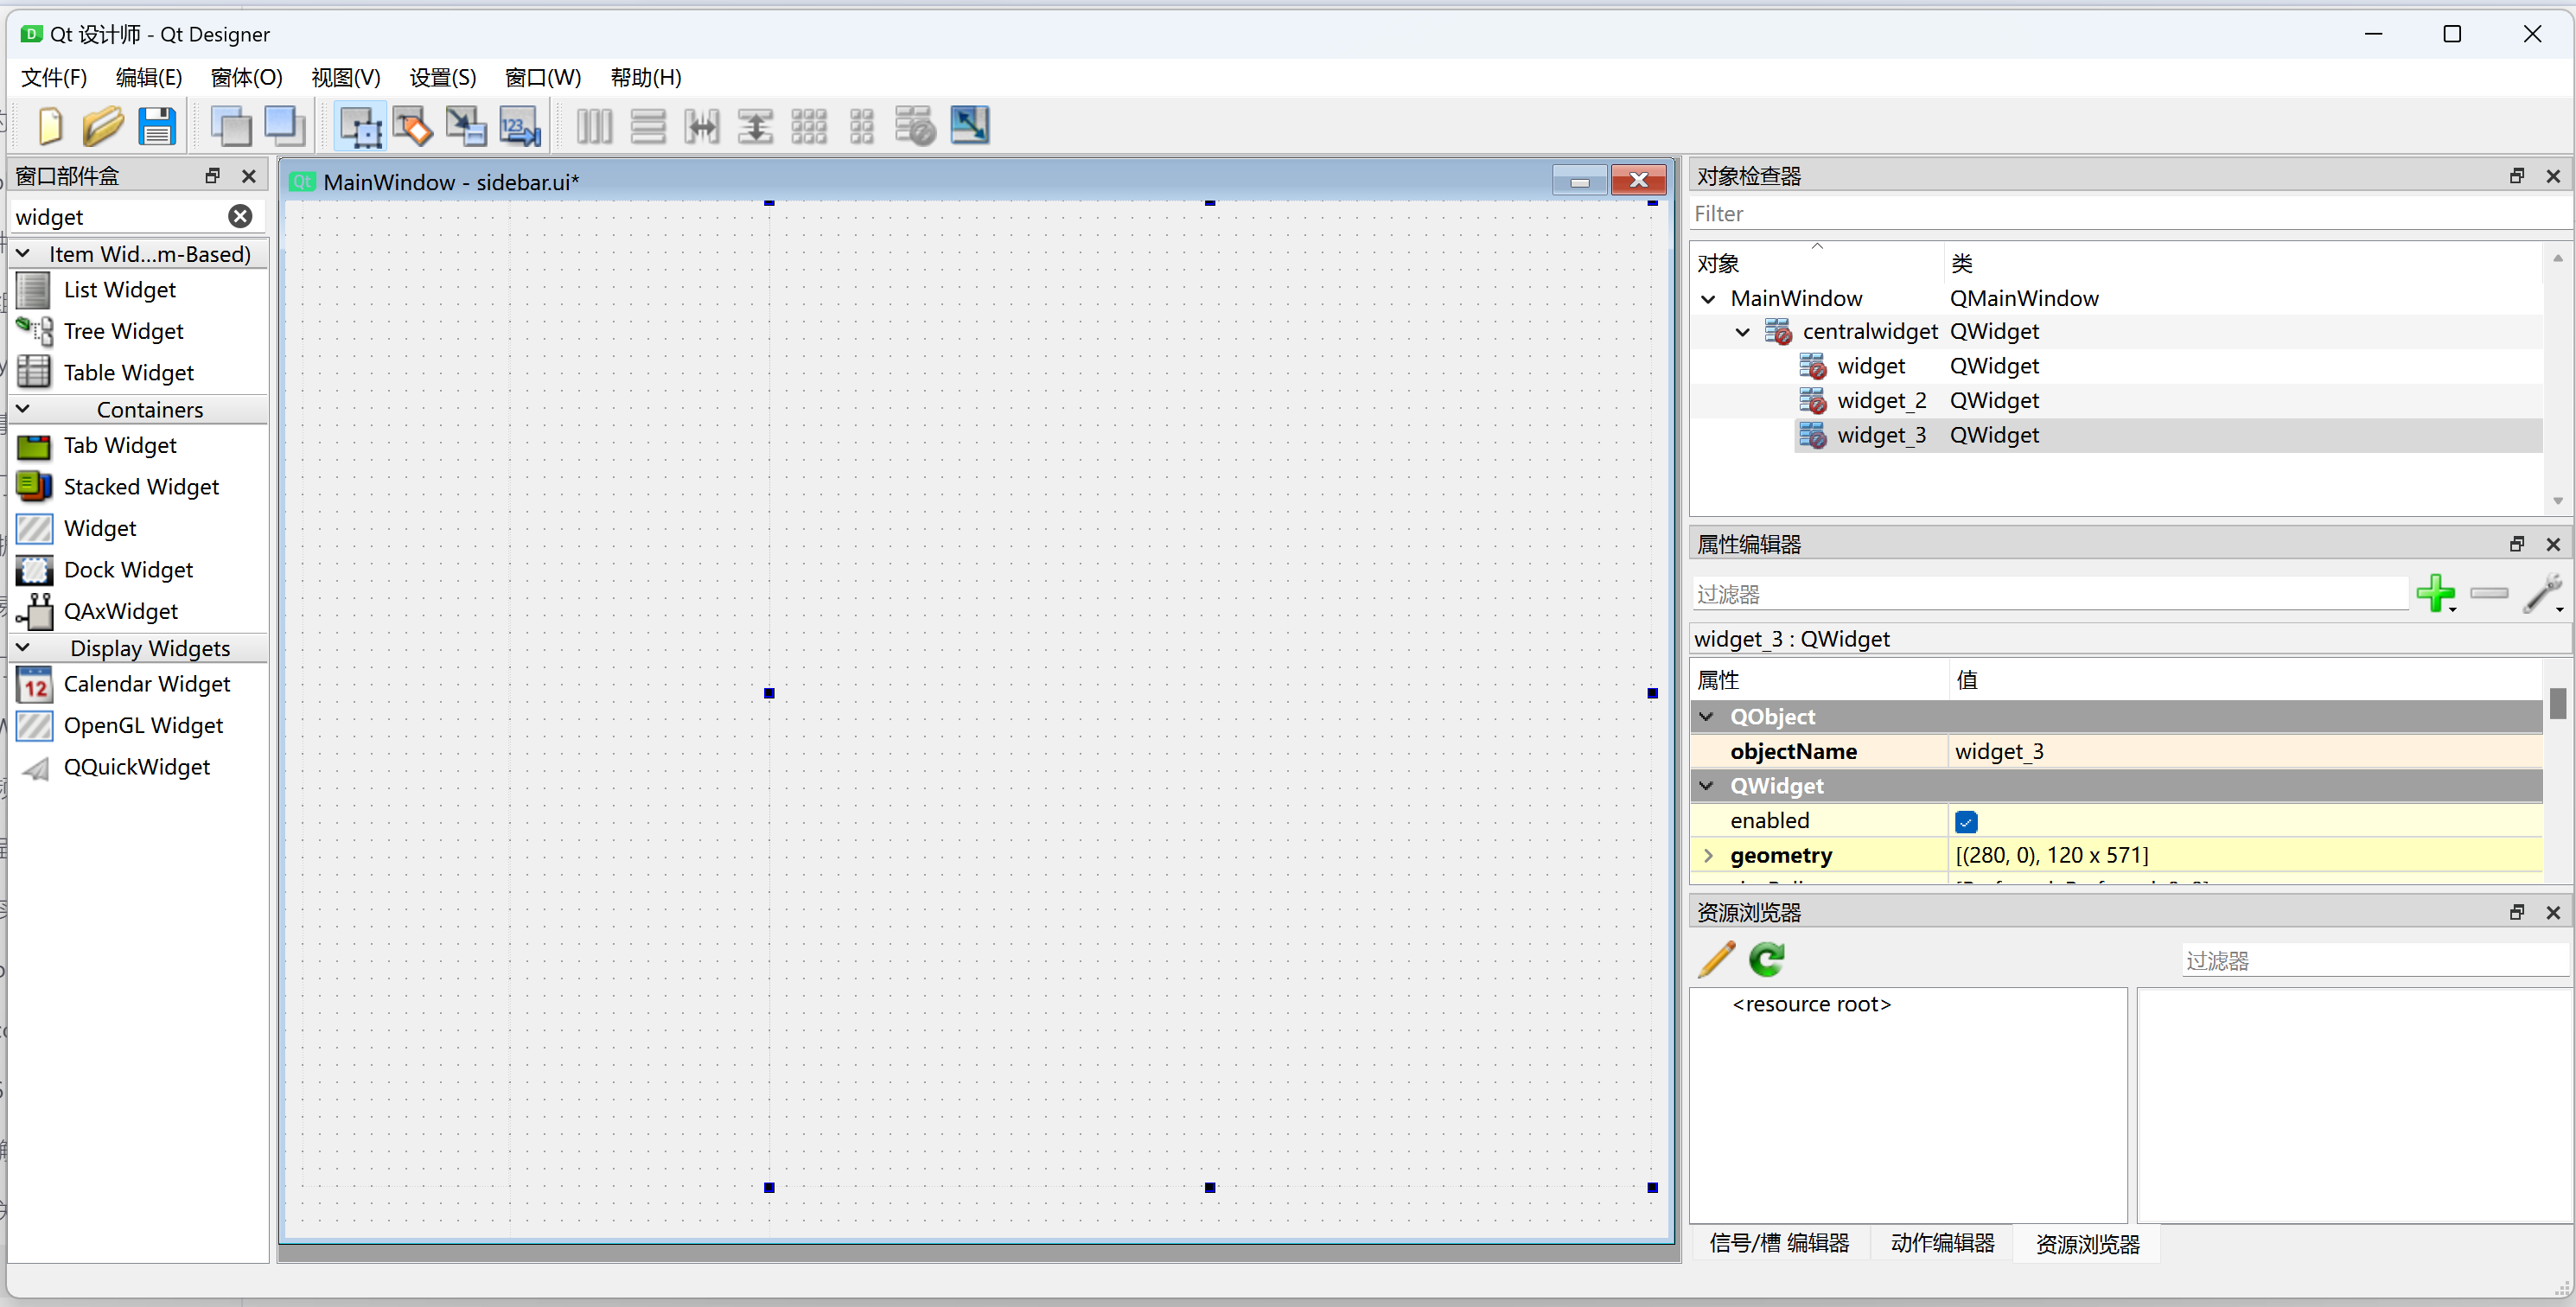 Qt 设计师 - Qt Designer
文件(F) 编辑(E) 窗体(O) 视图(V) 设置(S) 窗口(W) 帮助(H)
窗口部件盒
widget
Item Wid...m-Based)
List Widget
Tree Widget
Table Widget
Containers
Tab Widget
Stacked Widget
Widget
Dock Widget
QAxWidget
Display Widgets
12 Calendar Widget
OpenGL Widget
QQuickWidget
Qt MainWindow - sidebar.ui*
对象检查器
Filter
对象 类
MainWindow QMainWindow
centralwidget QWidget
widget QWidget
widget_2 QWidget
widget_3 QWidget
属性编辑器
过滤器
widget_3 : QWidget
属性 值
QObject
objectName widget_3
QWidget
enabled
geometry [(280, 0), 120 x 571]
资源浏览器
过滤器
<resource root>
信号/槽 编辑器 动作编辑器 资源浏览器